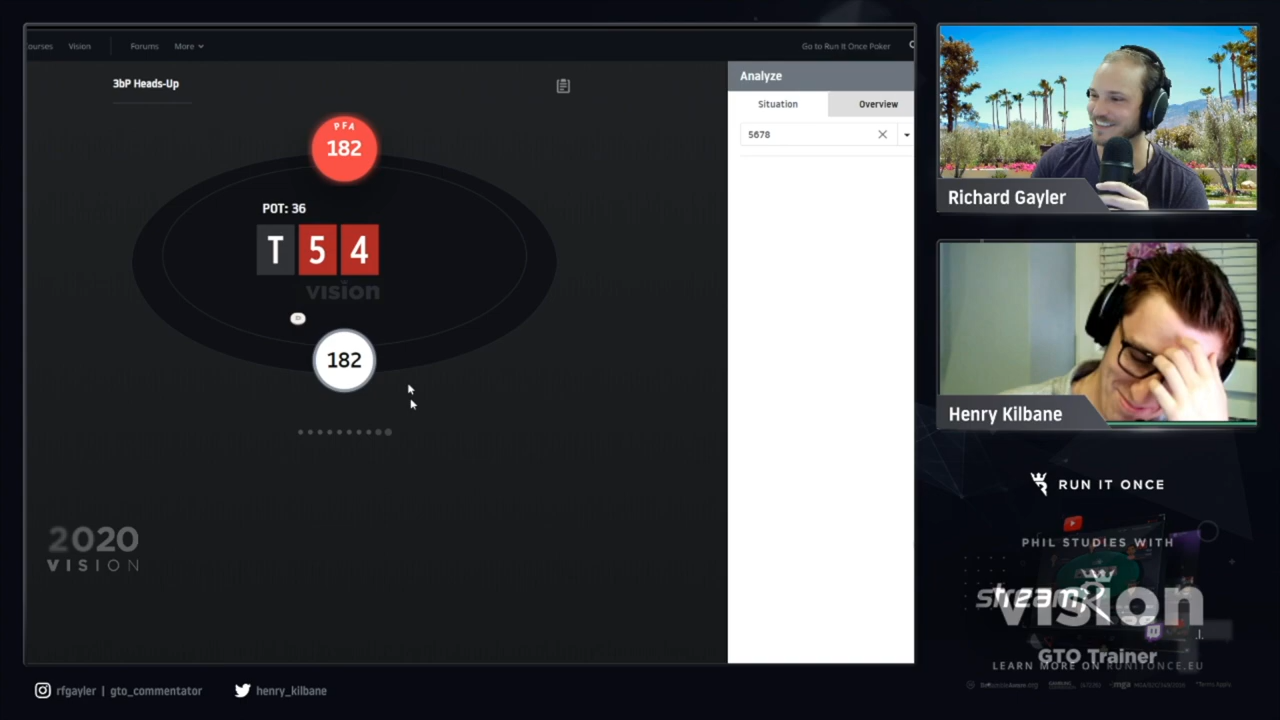 ourses Vision Forums More Go to Run It Once Poker
3bP Heads-Up
PFA
182
POT: 36
T 5 4
vision
182
2020
VISION
Analyze
Situation Overview
5678
Richard Gayler
Henry Kilbane
RUN IT ONCE
PHIL STUDIES WITH
vision
GTO Trainer
LEARN MORE ON RUNITONCE.EU
rfgayler | gto_commentator henry_kilbane